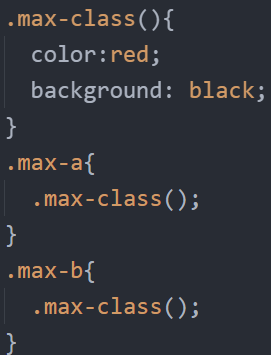 .max-class(){
color:red;
background: black;
}
.max-a{
.max-class();
}
.max-b{
.max-class();
}